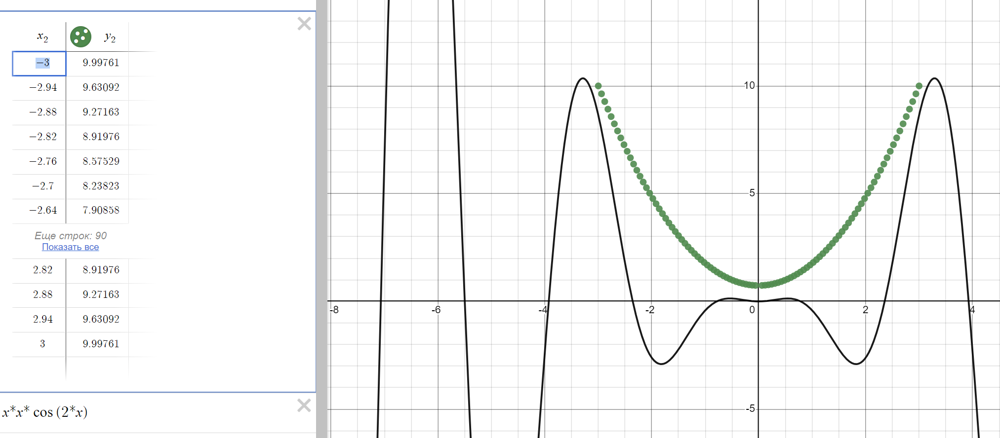 x₂ y₂
−3 9.99761
−2.94 9.63092
−2.88 9.27163
−2.82 8.91976
−2.76 8.57529
−2.7 8.23823
−2.64 7.90858
Еще строк: 90
Показать все
2.82 8.91976
2.88 9.27163
2.94 9.63092
3 9.99761
x*x* cos (2*x)
10
5
-8 -6 -4 -2 0 2 4
-5